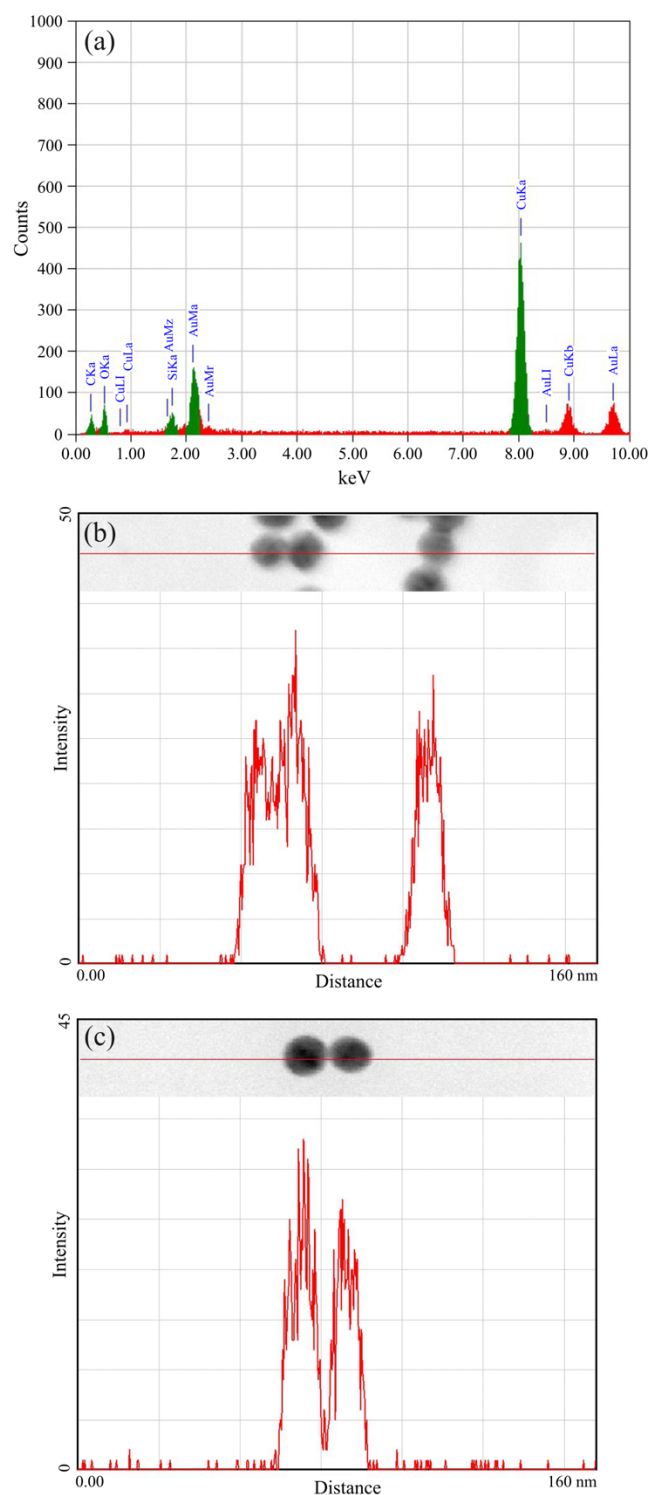 (a)
1000
900
800
700
600
500
400
300
200
100
0
Counts
CKa
OKa
CuLl
CuLa
AuMz
SiKa
AuMa
AuMr
CuKa
AuLl
CuKb
AuLa
0.00 1.00 2.00 3.00 4.00 5.00 6.00 7.00 8.00 9.00 10.00
keV
(b)
50
Intensity
0
0.00 160 nm
Distance
(c)
45
Intensity
0
0.00 160 nm
Distance